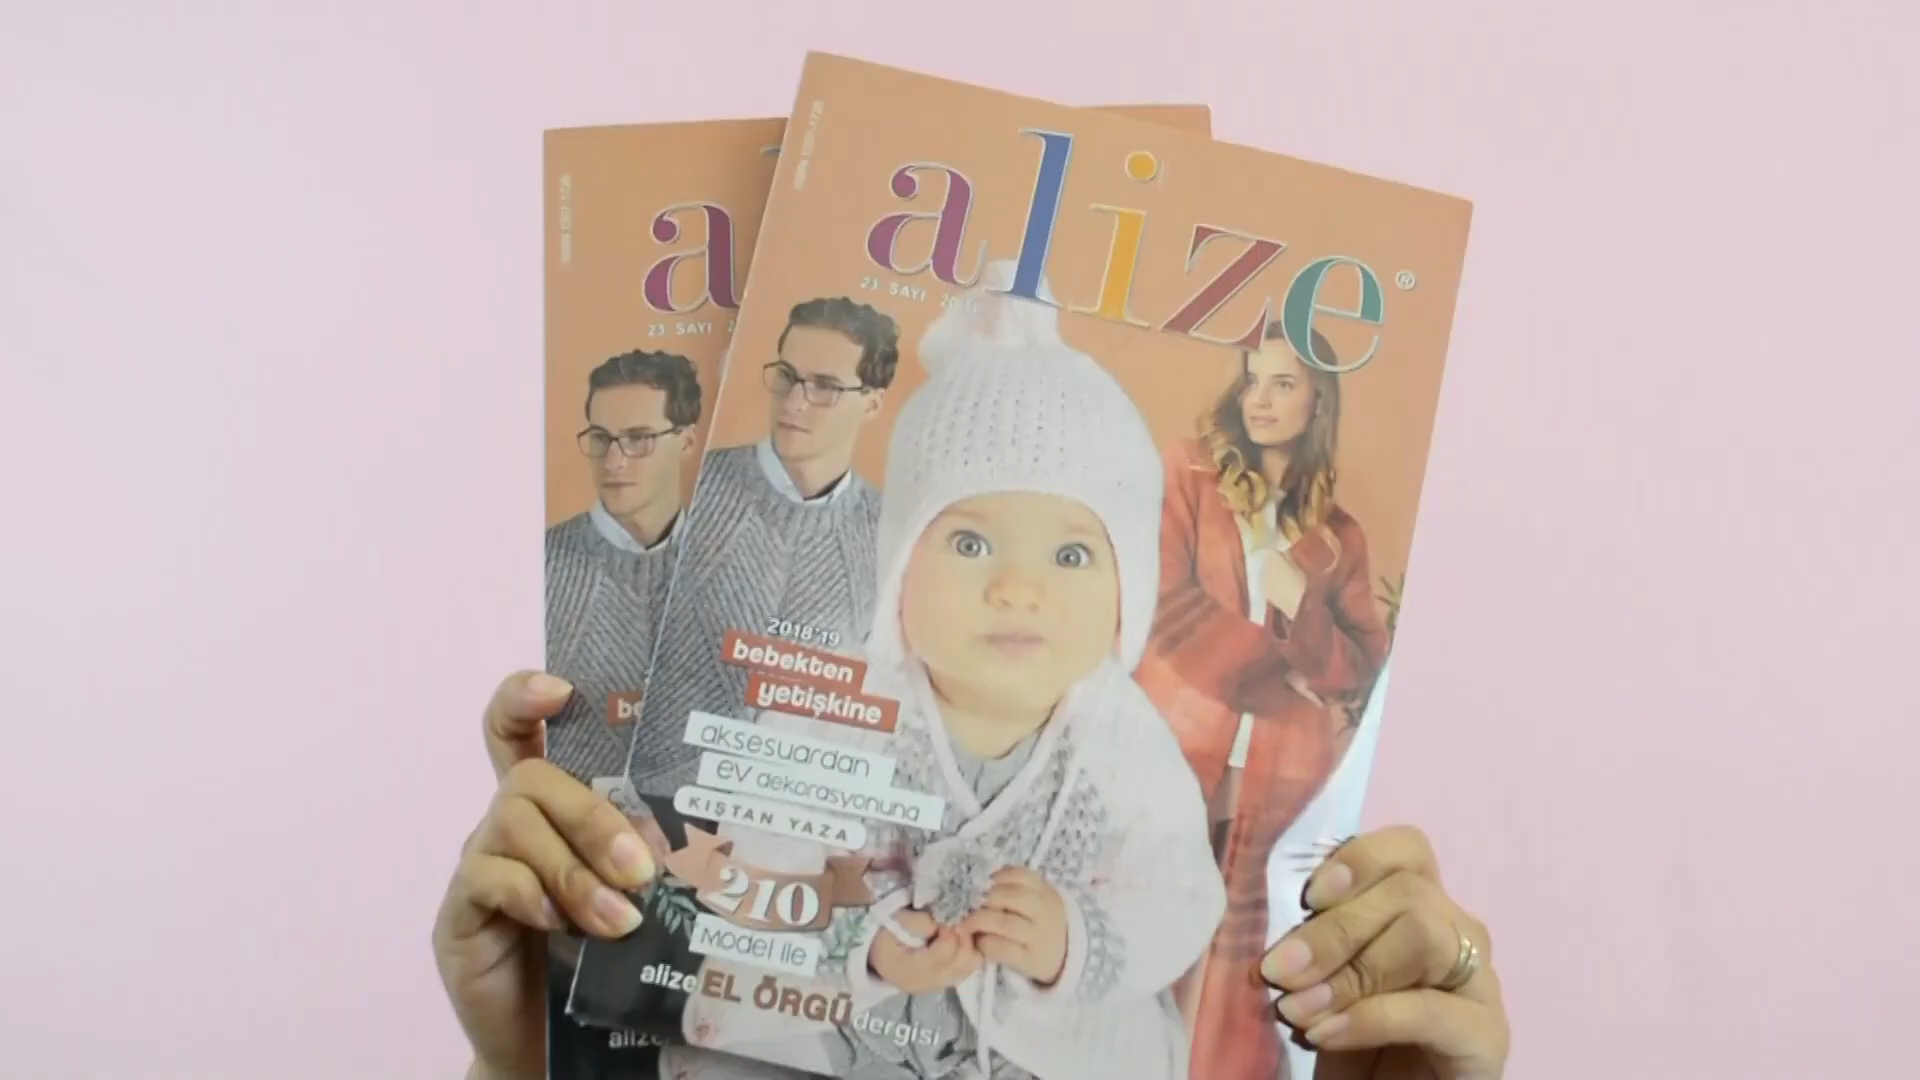 alize®
23 SAYI
2018'19
bebekten
yetişkine
aksesuardan
ev dekorasyonuna
KIŞTAN YAZA
210
Model ile
alize EL ÖRGÜ dergisi
a
23 SAYI
alize